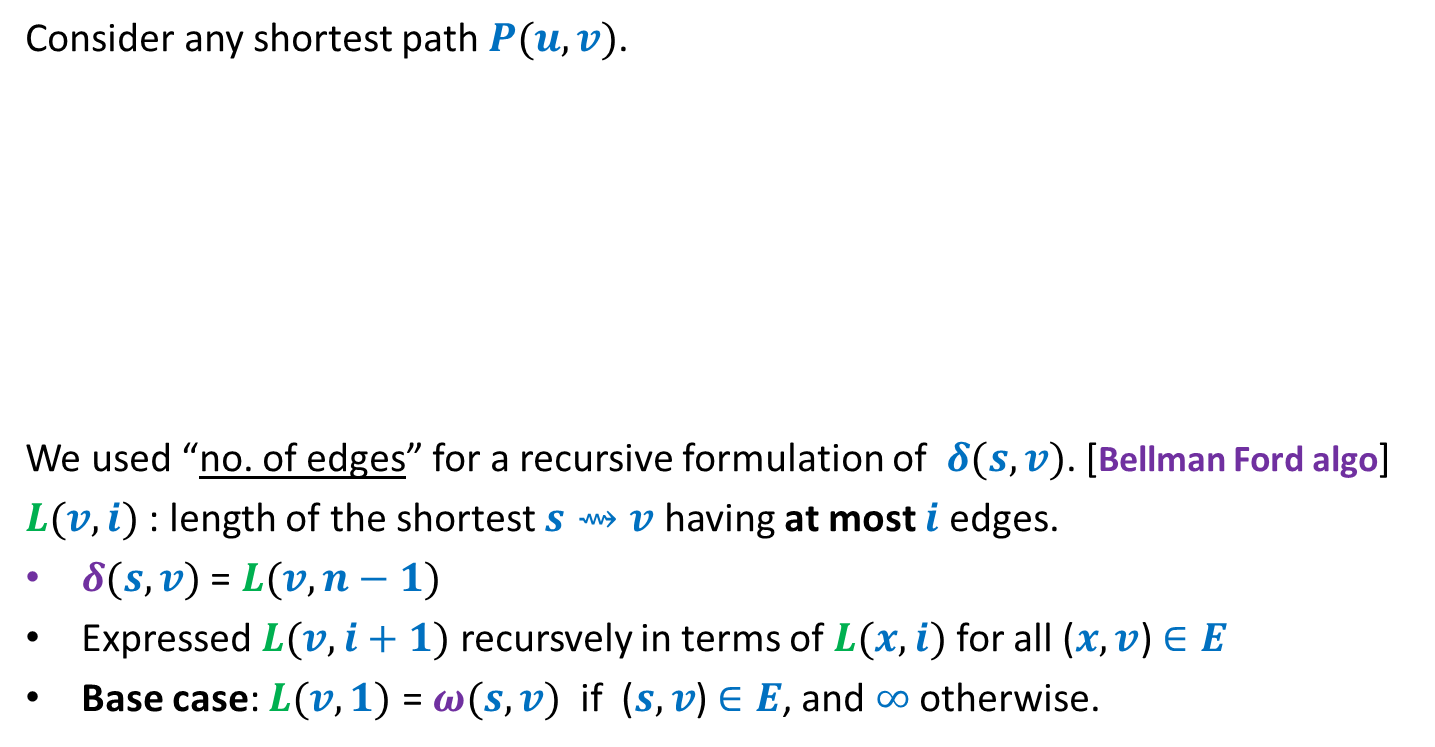 Consider any shortest path P(u, v).
We used “no. of edges” for a recursive formulation of δ(s, v). [Bellman Ford algo]
L(v, i) : length of the shortest s ⇝ v having at most i edges.
• δ(s, v) = L(v, n − 1)
• Expressed L(v, i + 1) recursvely in terms of L(x, i) for all (x, v) ∈ E
• Base case: L(v, 1) = ω(s, v) if (s, v) ∈ E, and ∞ otherwise.